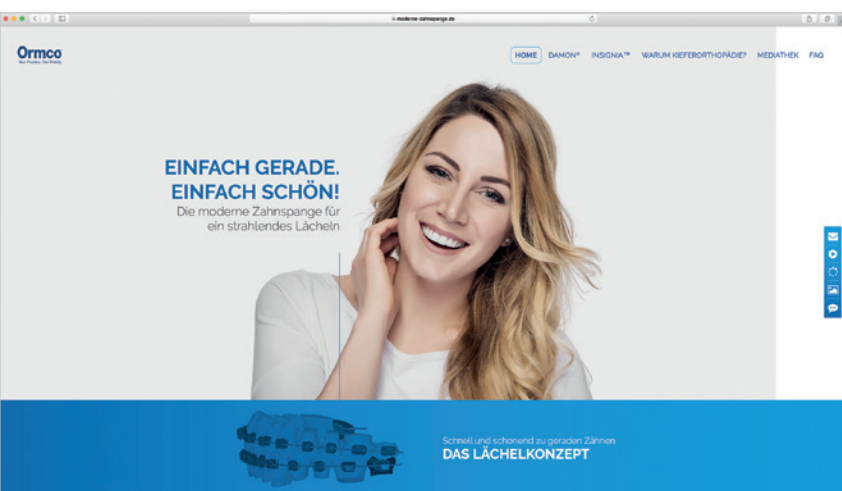 moderne-zahnspange.de
Ormco
HOME DAMON® INSIGNIA™ WARUM KIEFERORTHOPÄDIE? MEDIATHEK FAQ
EINFACH GERADE.
EINFACH SCHÖN!
Die moderne Zahnspange für
ein strahlendes Lächeln
Schnell und schonend zu geraden Zähnen
DAS LÄCHELKONZEPT